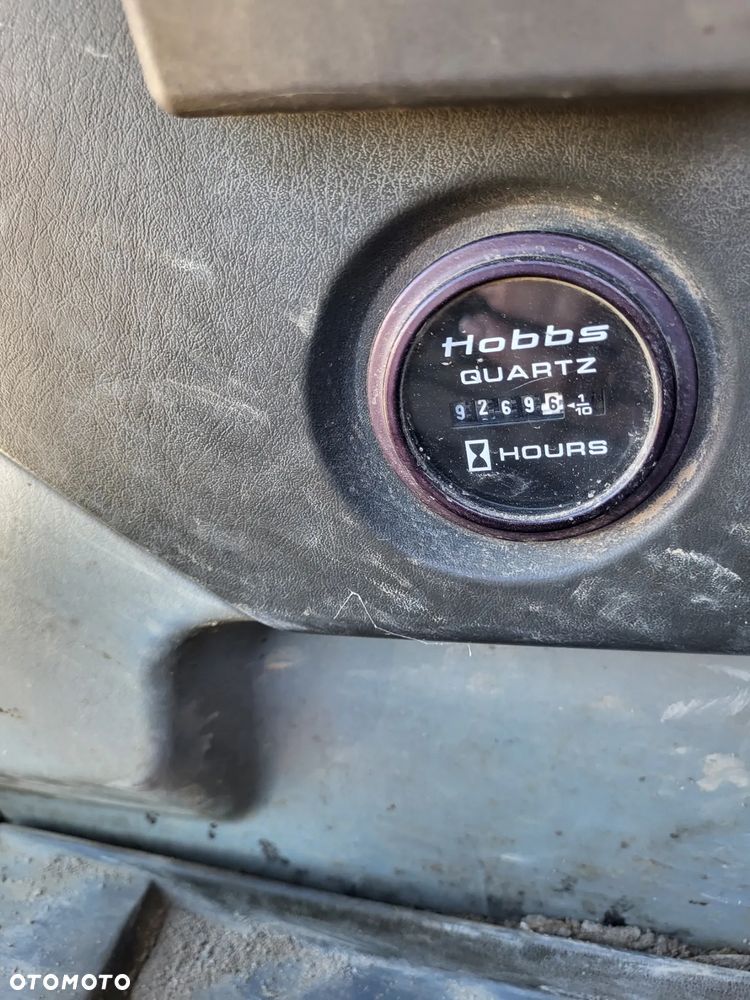 Hobbs
QUARTZ
92696 1/10
HOURS
OTOMOTO